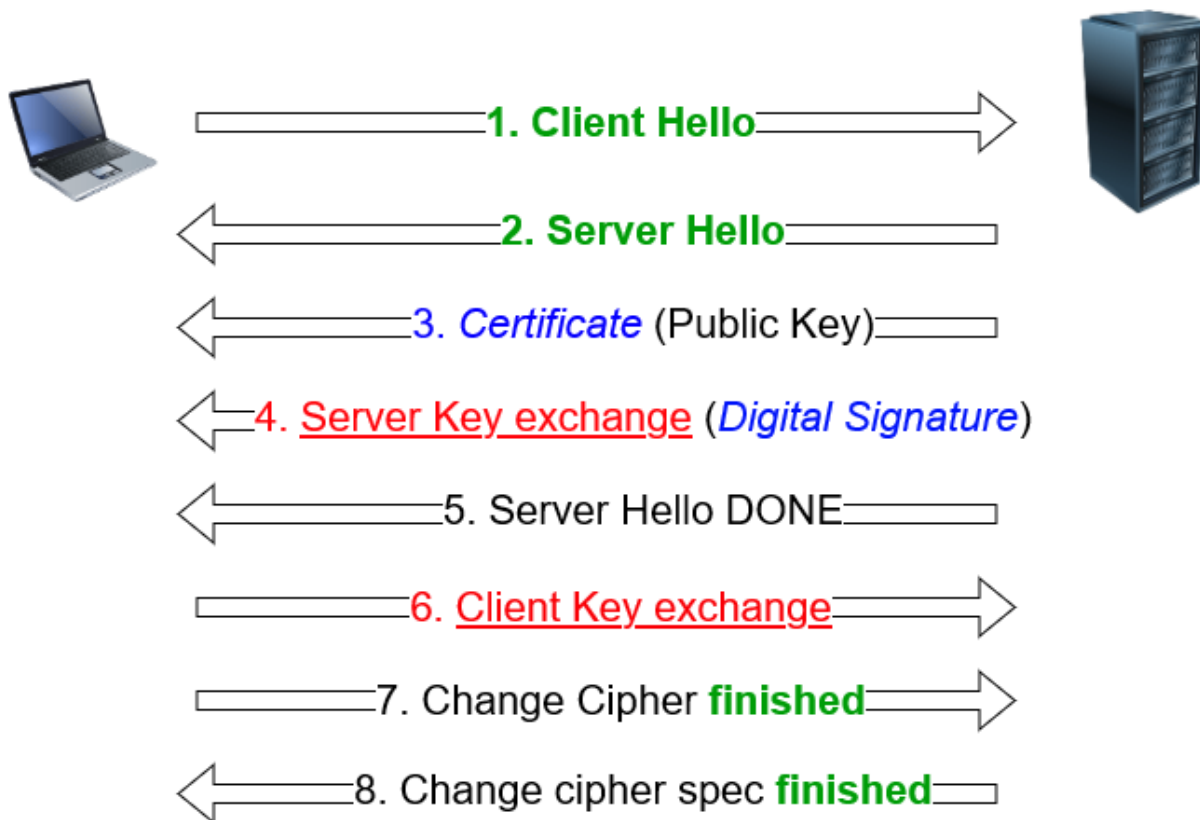 1. Client Hello
2. Server Hello
3. Certificate (Public Key)
4. Server Key exchange (Digital Signature)
5. Server Hello DONE
6. Client Key exchange
7. Change Cipher finished
8. Change cipher spec finished